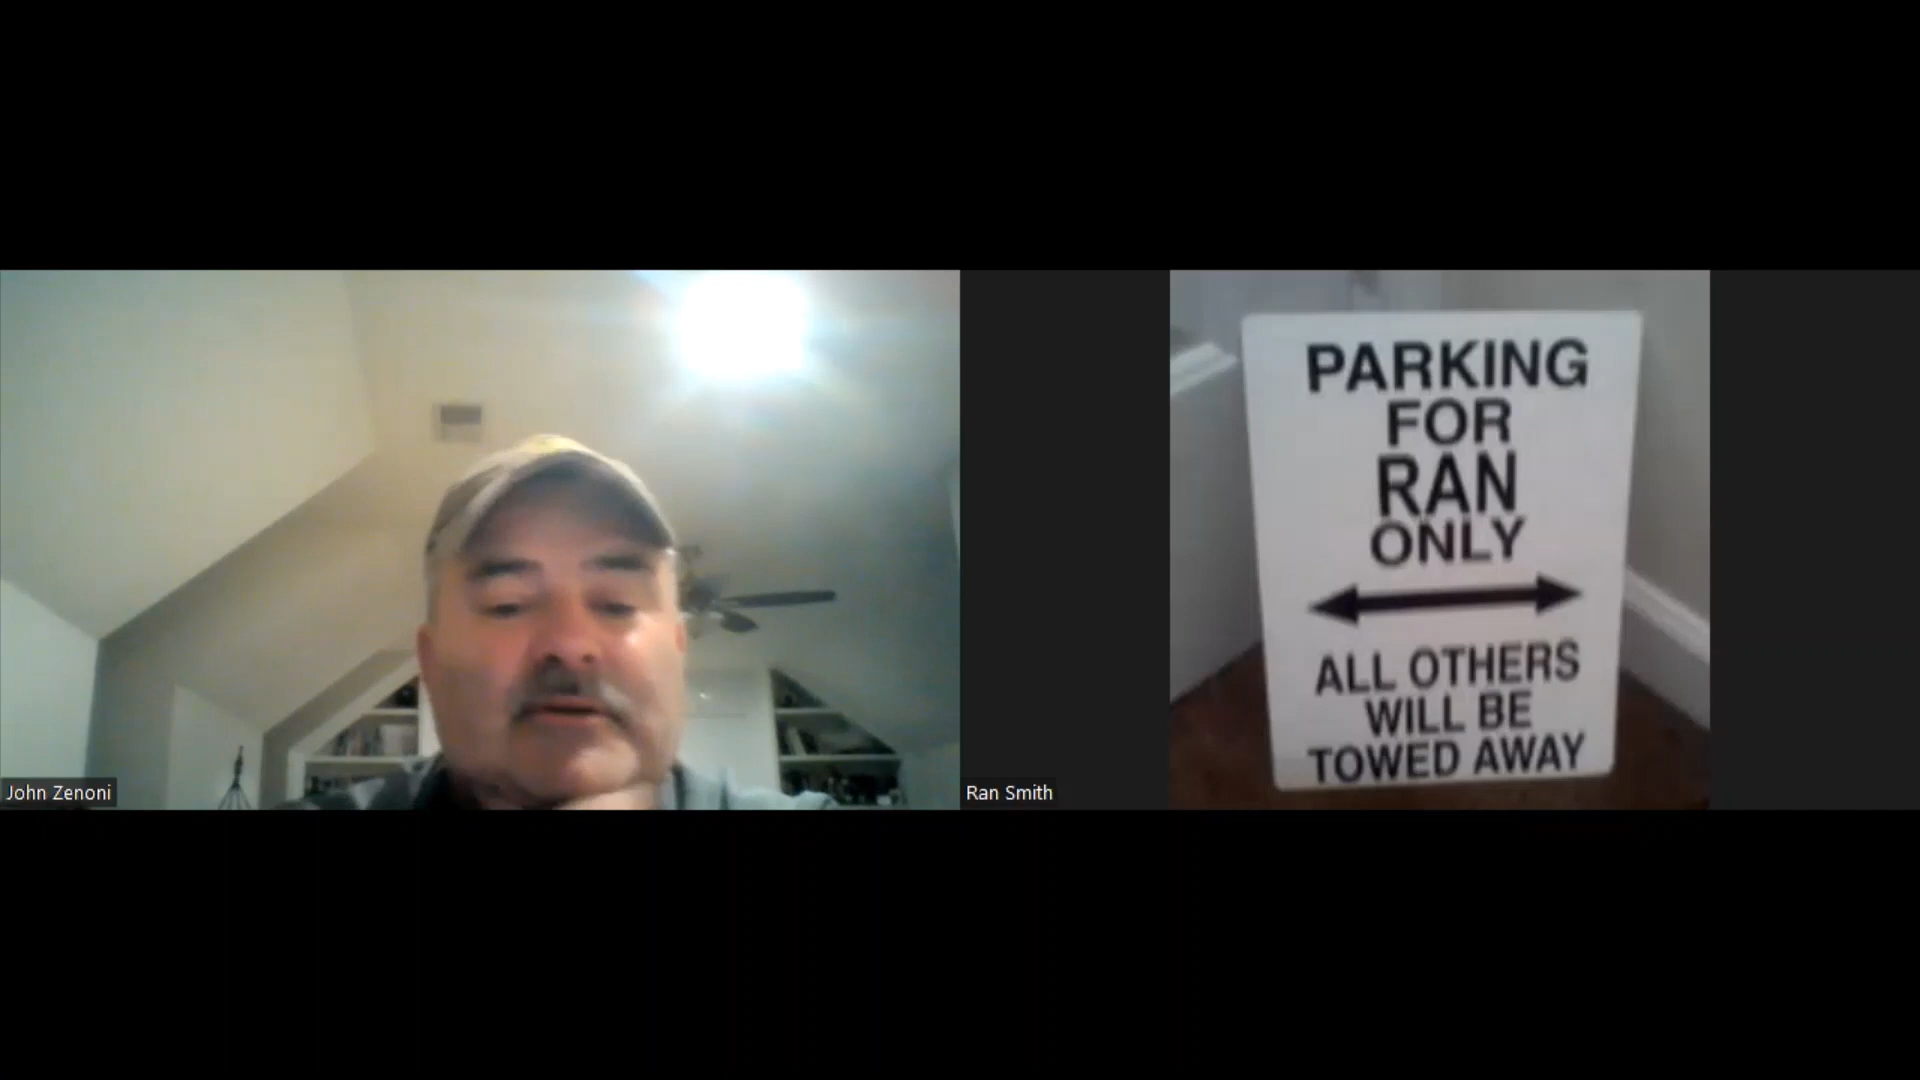 John Zenoni
Ran Smith
PARKING
FOR
RAN
ONLY
ALL OTHERS
WILL BE
TOWED AWAY